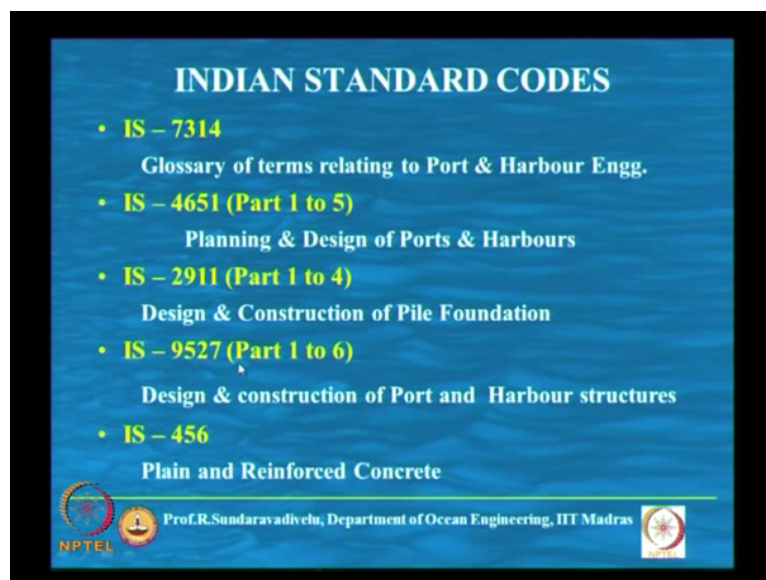 INDIAN STANDARD CODES
• IS – 7314
Glossary of terms relating to Port & Harbour Engg.
• IS – 4651 (Part 1 to 5)
Planning & Design of Ports & Harbours
• IS – 2911 (Part 1 to 4)
Design & Construction of Pile Foundation
• IS – 9527 (Part 1 to 6)
Design & construction of Port and Harbour structures
• IS – 456
Plain and Reinforced Concrete
Prof.R.Sundaravadivelu, Department of Ocean Engineering, IIT Madras
NPTEL
NPTEL